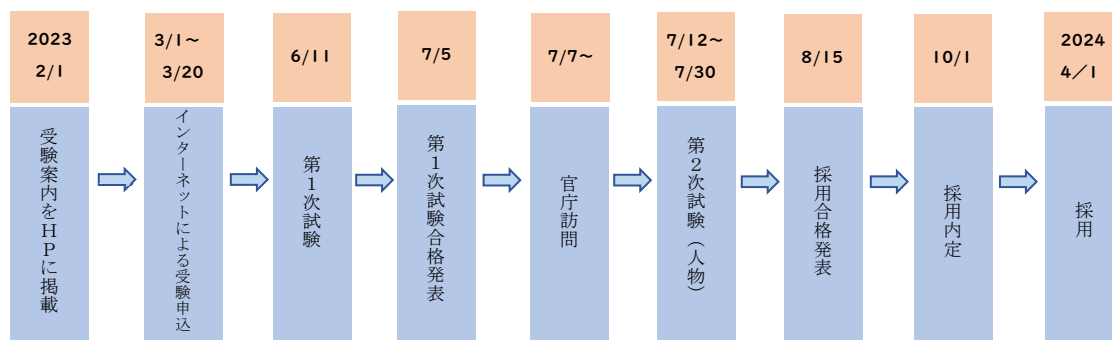 2023
2/1
受験案内をHPに掲載
3/1～
3/20
インターネットによる受験申込
6/11
第1次試験
7/5
第1次試験合格発表
7/7～
官庁訪問
7/12～
7/30
第2次試験（人物）
8/15
採用合格発表
10/1
採用内定
2024
4／1
採用